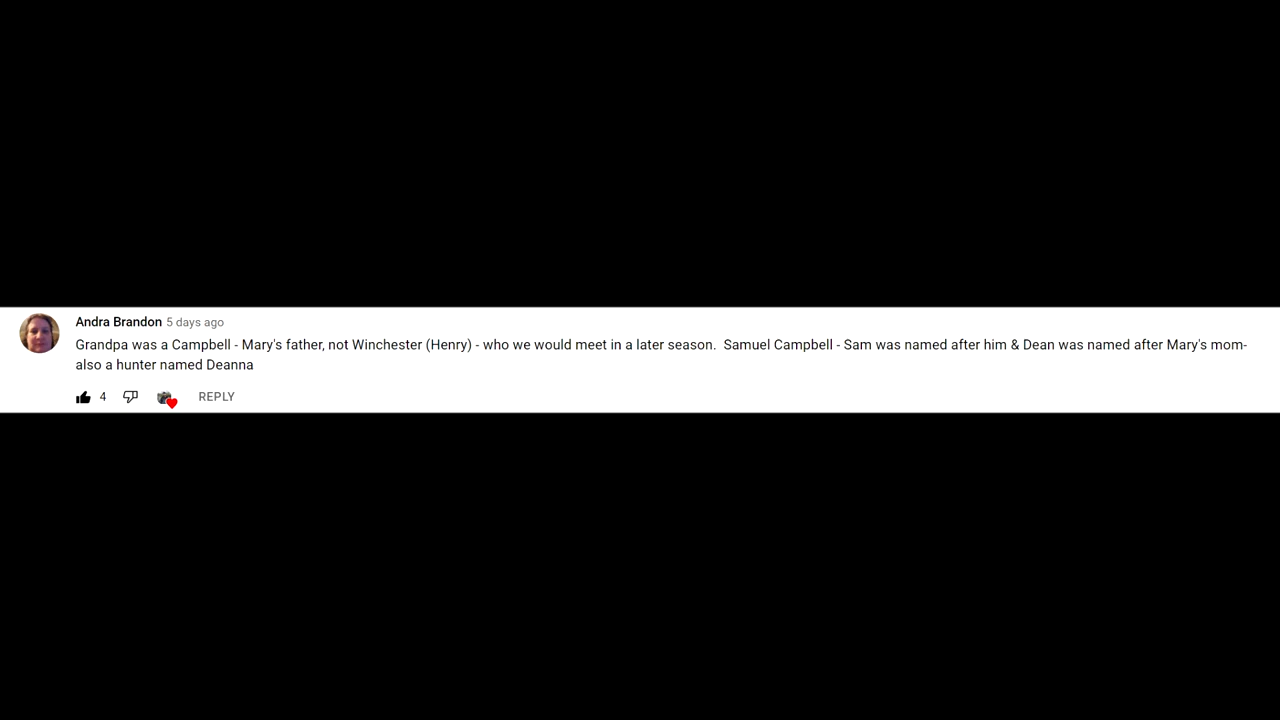 Andra Brandon 5 days ago
Grandpa was a Campbell - Mary's father, not Winchester (Henry) - who we would meet in a later season.  Samuel Campbell - Sam was named after him & Dean was named after Mary's mom-
also a hunter named Deanna
4 REPLY